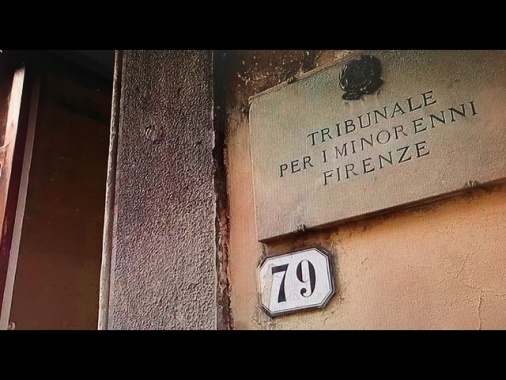 TRIBUNALE
PER I MINORENNI
FIRENZE
79